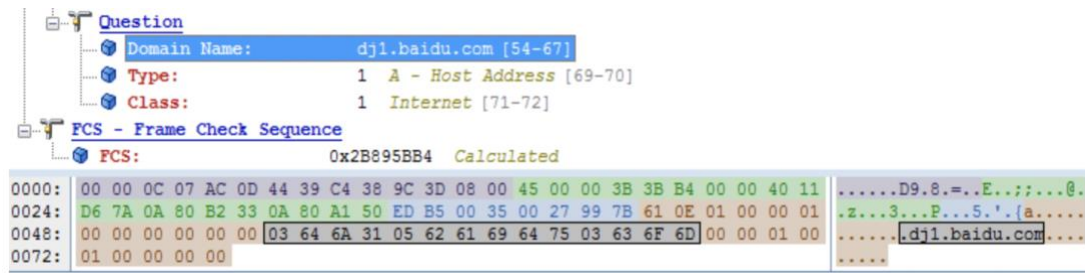 Question
Domain Name: dj1.baidu.com [54-67]
Type: 1 A - Host Address [69-70]
Class: 1 Internet [71-72]
FCS - Frame Check Sequence
FCS: 0x2B895BB4 Calculated
0000: 00 00 0C 07 AC 0D 44 39 C4 38 9C 3D 08 00 45 00 00 3B 3B B4 00 00 40 11 ......D9.8.=..E..;;...@.
0024: D6 7A 0A 80 B2 33 0A 80 A1 50 ED B5 00 35 00 27 99 7B 61 0E 01 00 00 01 .z...3...P...5.'.{a.....
0048: 00 00 00 00 00 00 03 64 6A 31 05 62 61 69 64 75 03 63 6F 6D 00 00 01 00 .......dj1.baidu.com....
0072: 01 00 00 00 00 .....